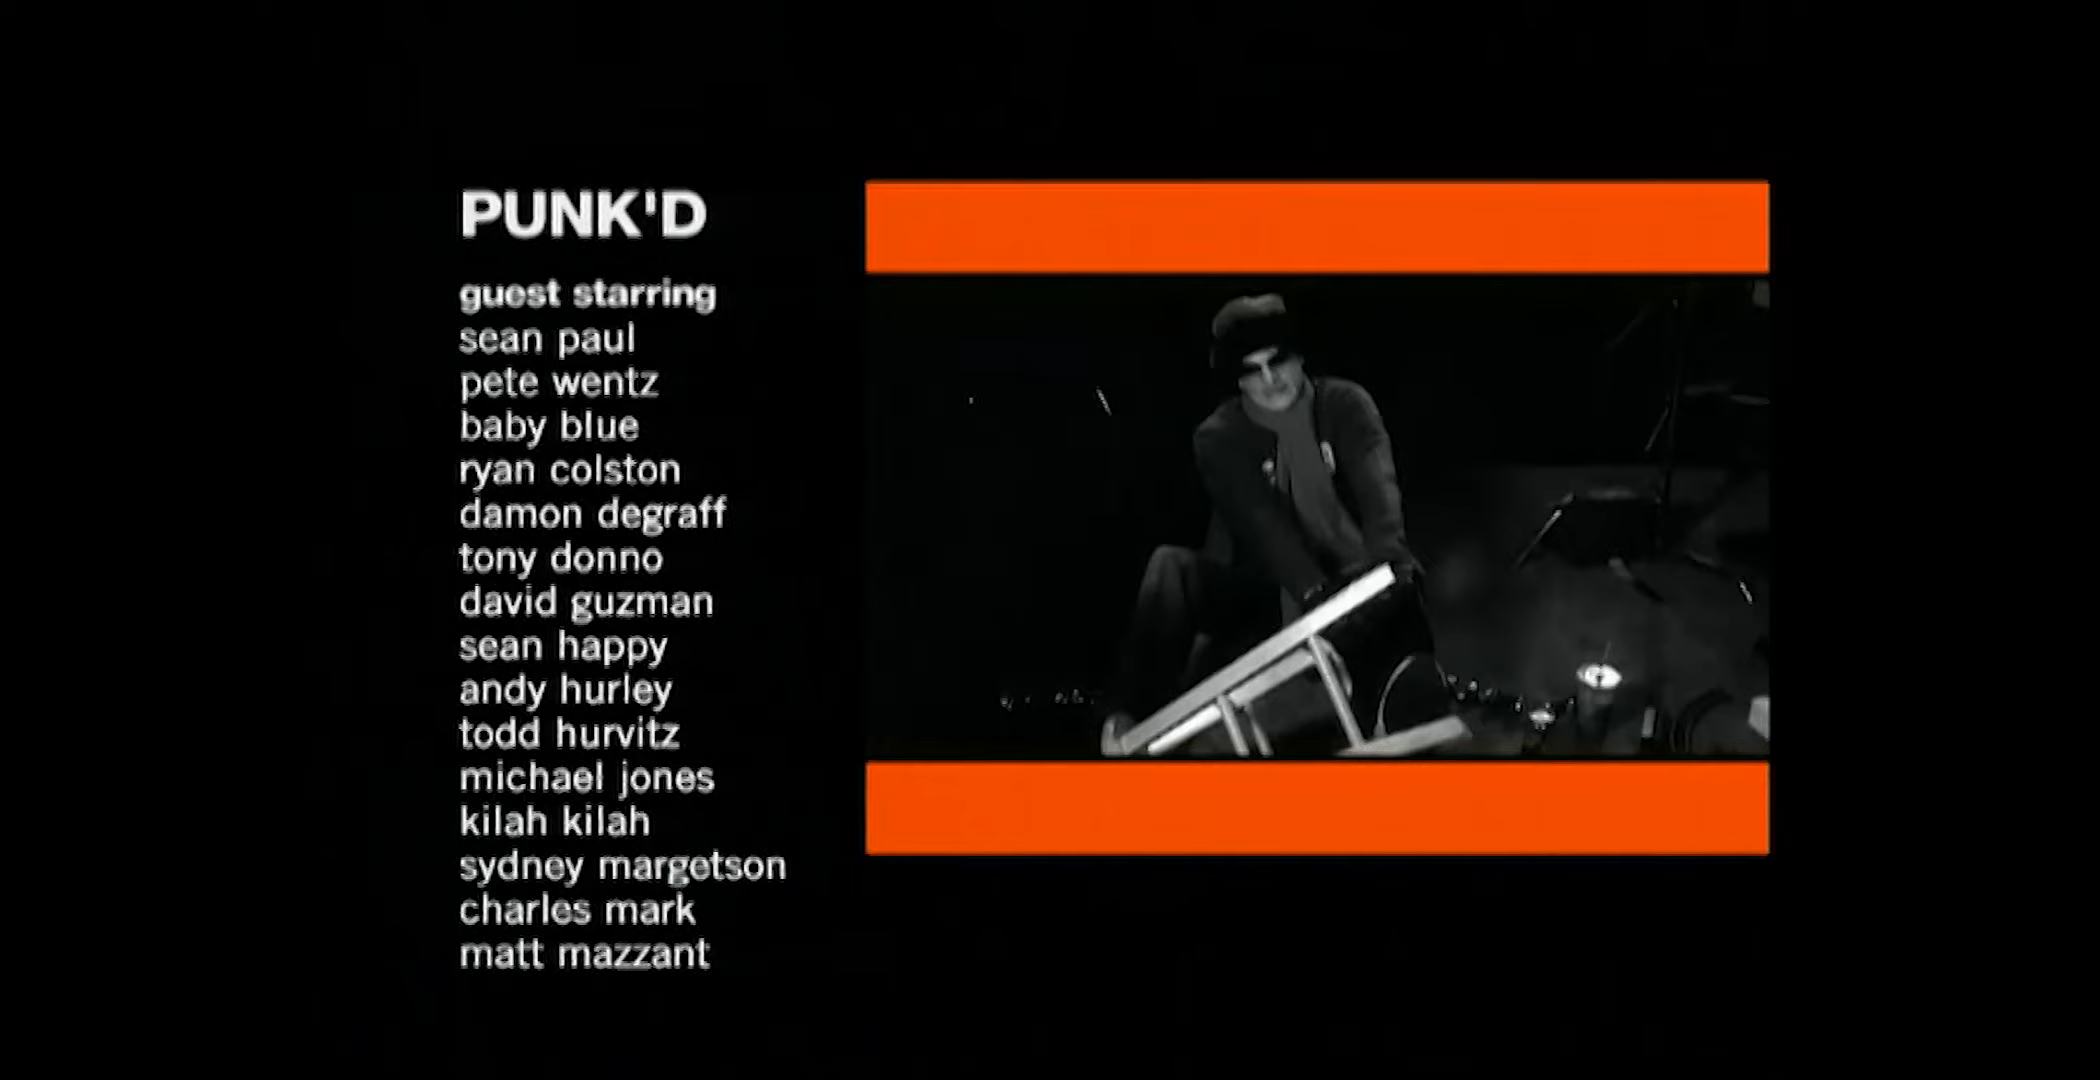 PUNK'D
guest starring
sean paul
pete wentz
baby blue
ryan colston
damon degraff
tony donno
david guzman
sean happy
andy hurley
todd hurvitz
michael jones
kilah kilah
sydney margetson
charles mark
matt mazzant